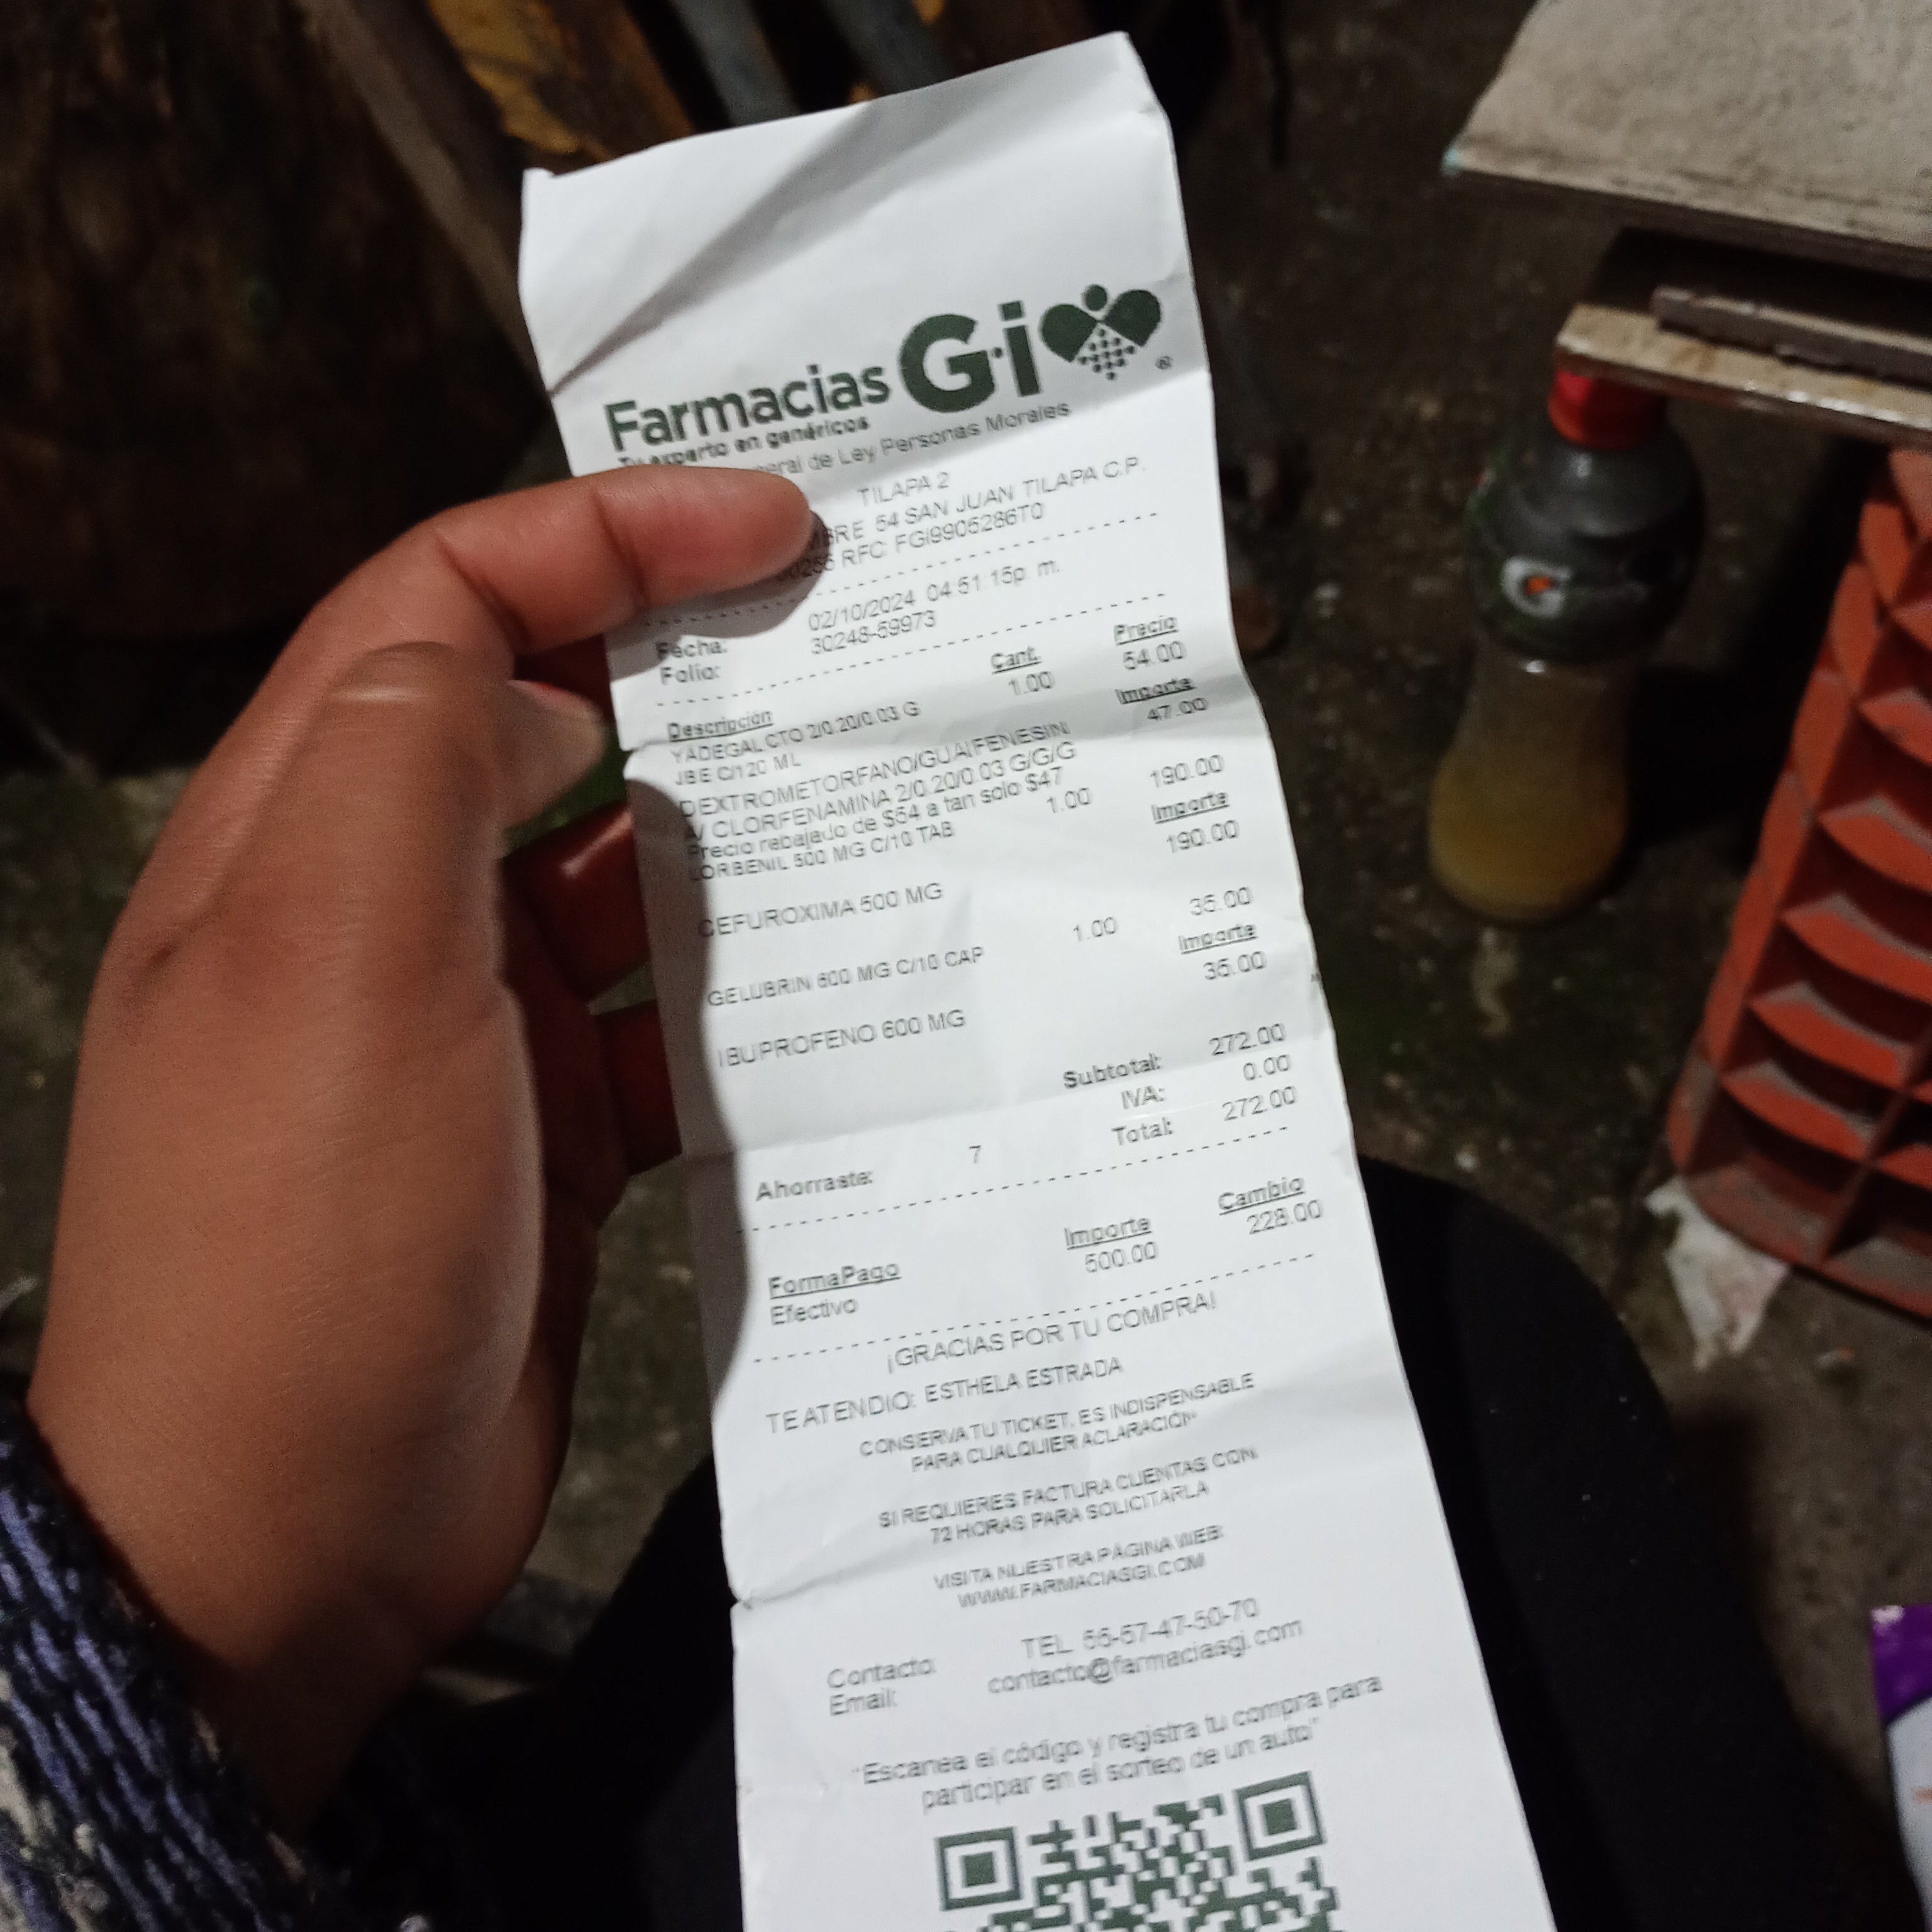 Farmacias G·i ®
Tu experto en genéricos
neral de Ley Personas Morales
TILAPA 2
MBRE 54 SAN JUAN TILAPA C.P.
RFC: FGI9905286T0
Fecha: 02/10/2024 04:51:15p. m.
Folio: 30248-59973
Descripción Cant. Precio
YADEGAL CTO 2/0.20/0.03 G 1.00 54.00
JBE C/120 ML Importe
47.00
DEXTROMETORFANO/GUAIFENESIN
A/ CLORFENAMINA 2/0.20/0.03 G/G/G
Precio rebajado de $54 a tan solo $47
LORBENIL 500 MG C/10 TAB 1.00 190.00
Importe
190.00
CEFUROXIMA 500 MG
GELUBRIN 600 MG C/10 CAP 1.00 35.00
Importe
35.00
IBUPROFENO 600 MG
Subtotal: 272.00
IVA: 0.00
Total: 272.00
Ahorraste: 7
FormaPago Importe Cambio
Efectivo 500.00 228.00
¡GRACIAS POR TU COMPRA!
TE ATENDIO: ESTHELA ESTRADA
CONSERVA TU TICKET, ES INDISPENSABLE
PARA CUALQUIER ACLARACIÓN"
SI REQUIERES FACTURA CUENTAS CON
72 HORAS PARA SOLICITARLA
VISITA NUESTRA PAGINA WEB:
WWW.FARMACIASGI.COM
Contacto: TEL 55-57-47-50-70
Email: contacto@farmaciasgi.com
"Escanea el código y registra tu compra para
participar en el sorteo de un auto"
G